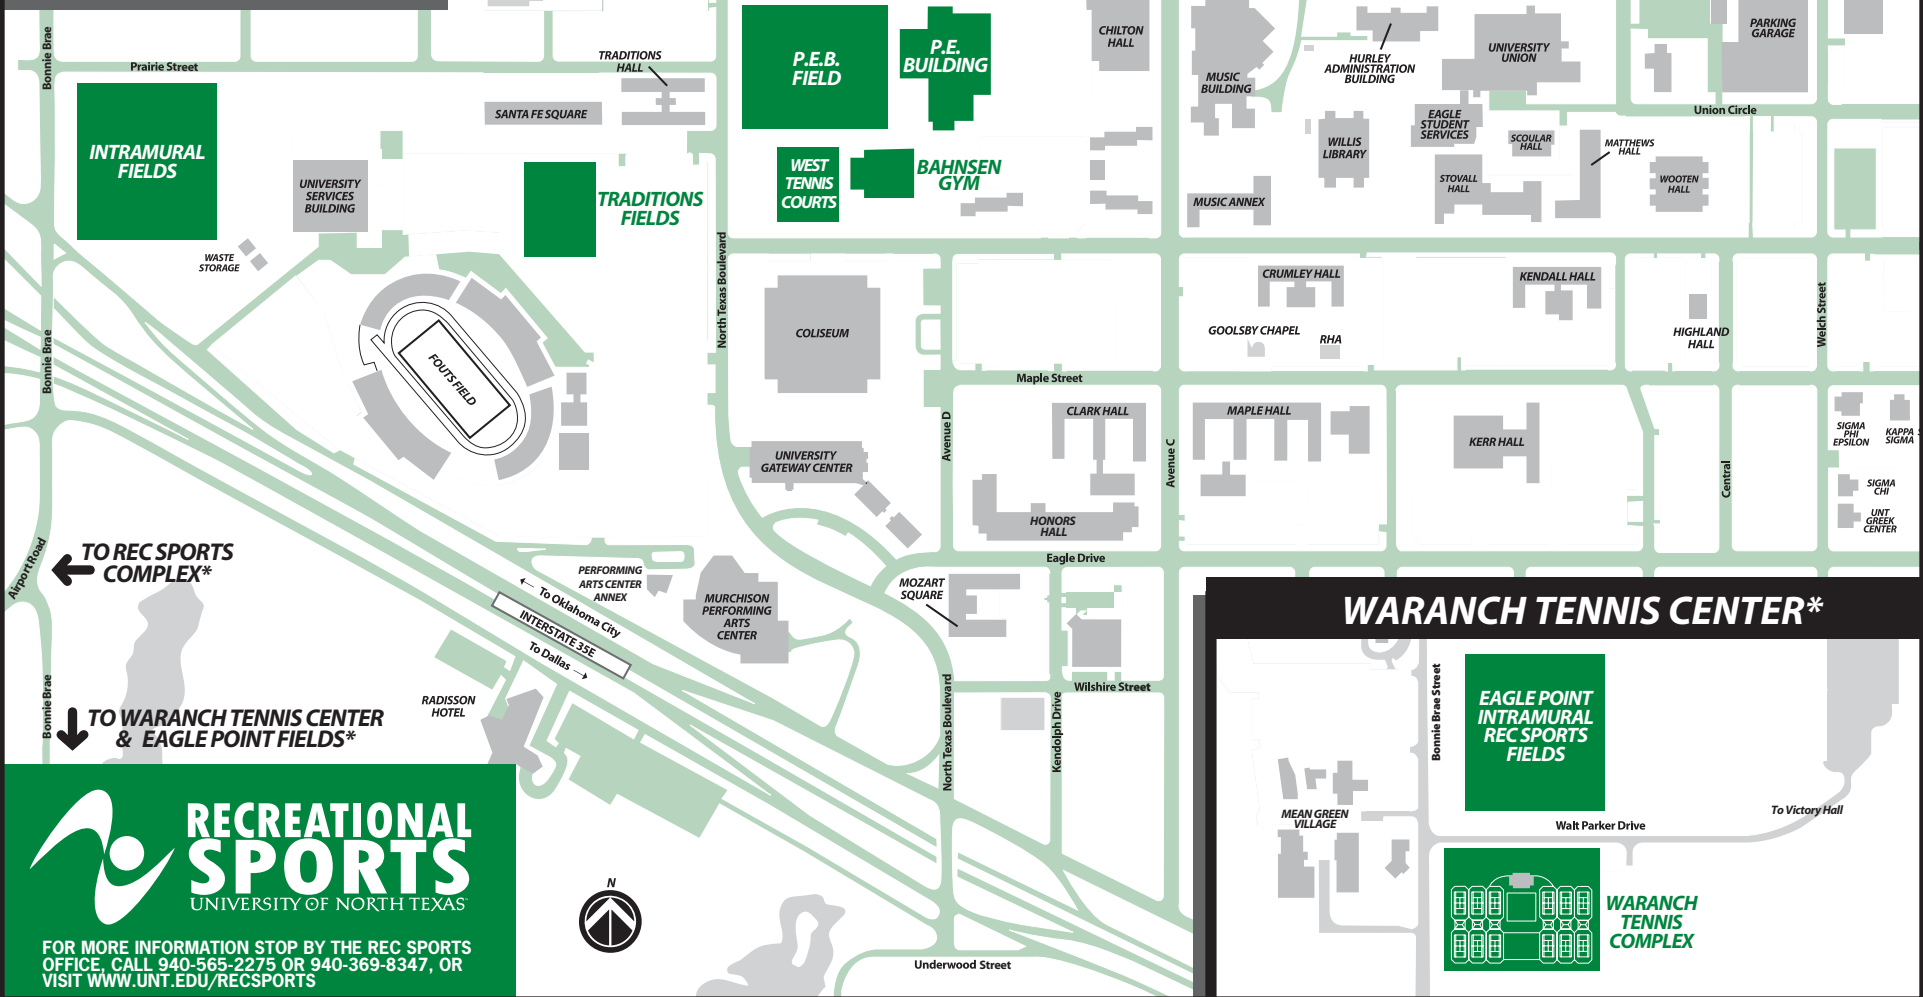 Bonnie Brae
Prairie Street
TRADITIONS
HALL
SANTA FE SQUARE
INTRAMURAL
FIELDS
UNIVERSITY
SERVICES
BUILDING
WASTE
STORAGE
TRADITIONS
FIELDS
P.E.B.
FIELD
P.E.
BUILDING
WEST
TENNIS
COURTS
BAHNSEN
GYM
CHILTON
HALL
MUSIC
BUILDING
MUSIC ANNEX
HURLEY
ADMINISTRATION
BUILDING
UNIVERSITY
UNION
PARKING
GARAGE
Union Circle
WILLIS
LIBRARY
EAGLE
STUDENT
SERVICES
SCOULAR
HALL
MATTHEWS
HALL
STOVALL
HALL
WOOTEN
HALL
North Texas Boulevard
Bonnie Brae
COLISEUM
FOUTS FIELD
CRUMLEY HALL
KENDALL HALL
GOOLSBY CHAPEL
RHA
HIGHLAND
HALL
Welch Street
Maple Street
Avenue D
Avenue C
Central
CLARK HALL
MAPLE HALL
KERR HALL
SIGMA
PHI
EPSILON
KAPPA
SIGMA
SIGMA
CHI
UNT
GREEK
CENTER
UNIVERSITY
GATEWAY CENTER
HONORS
HALL
Eagle Drive
Airport Road
TO REC SPORTS
COMPLEX*
PERFORMING
ARTS CENTER
ANNEX
To Oklahoma City
INTERSTATE 35E
To Dallas
MURCHISON
PERFORMING
ARTS
CENTER
MOZART
SQUARE
Wilshire Street
North Texas Boulevard
Kendolph Drive
RADISSON
HOTEL
Bonnie Brae
TO WARANCH TENNIS CENTER
& EAGLE POINT FIELDS*
RECREATIONAL
SPORTS
UNIVERSITY OF NORTH TEXAS
FOR MORE INFORMATION STOP BY THE REC SPORTS
OFFICE, CALL 940-565-2275 OR 940-369-8347, OR
VISIT WWW.UNT.EDU/RECSPORTS
N
Underwood Street
WARANCH TENNIS CENTER*
Bonnie Brae Street
EAGLE POINT
INTRAMURAL
REC SPORTS
FIELDS
MEAN GREEN
VILLAGE
Walt Parker Drive
To Victory Hall
WARANCH
TENNIS
COMPLEX